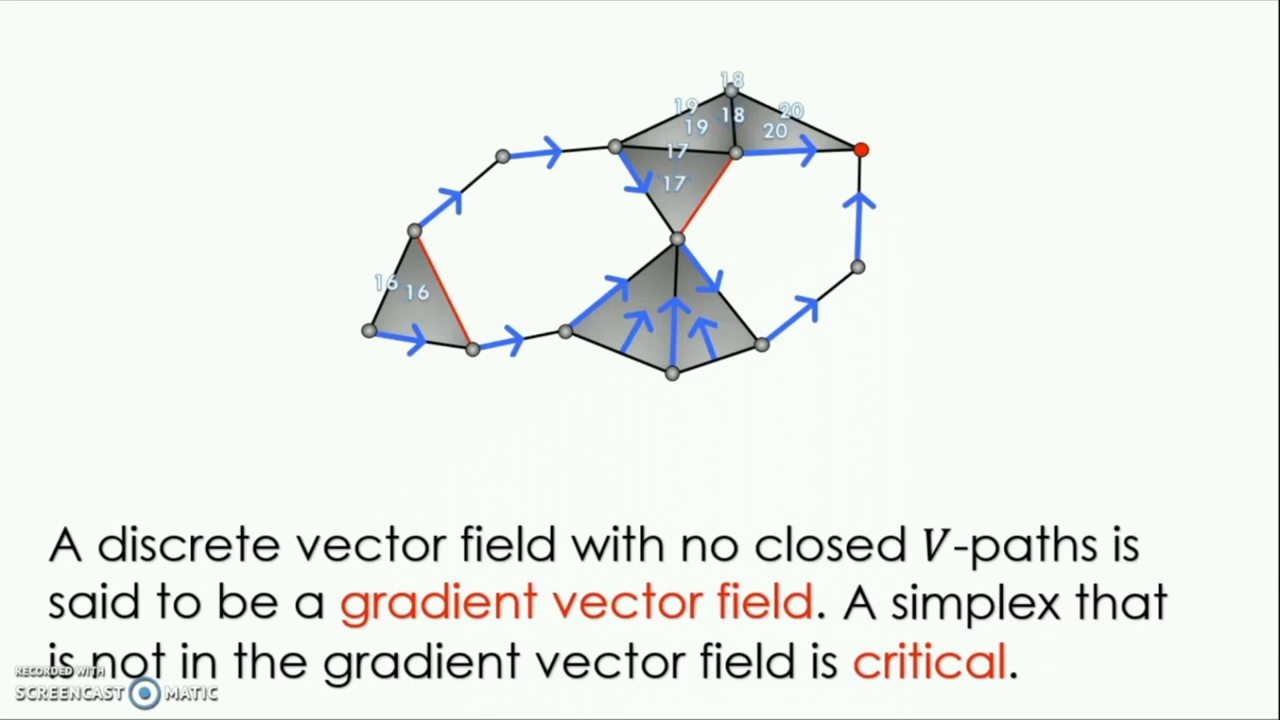 18
19
20
18
19
20
17
17
16
16
A discrete vector field with no closed V-paths is
said to be a gradient vector field. A simplex that
is not in the gradient vector field is critical.
RECORDED WITH
SCREENCAST MATIC